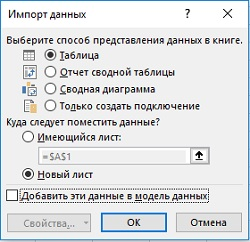 Импорт данных
Выберите способ представления данных в книге.
Таблица
Отчет сводной таблицы
Сводная диаграмма
Только создать подключение
Куда следует поместить данные?
Имеющийся лист:
=$A$1
Новый лист
Добавить эти данные в модель данных
Свойства... ОК Отмена